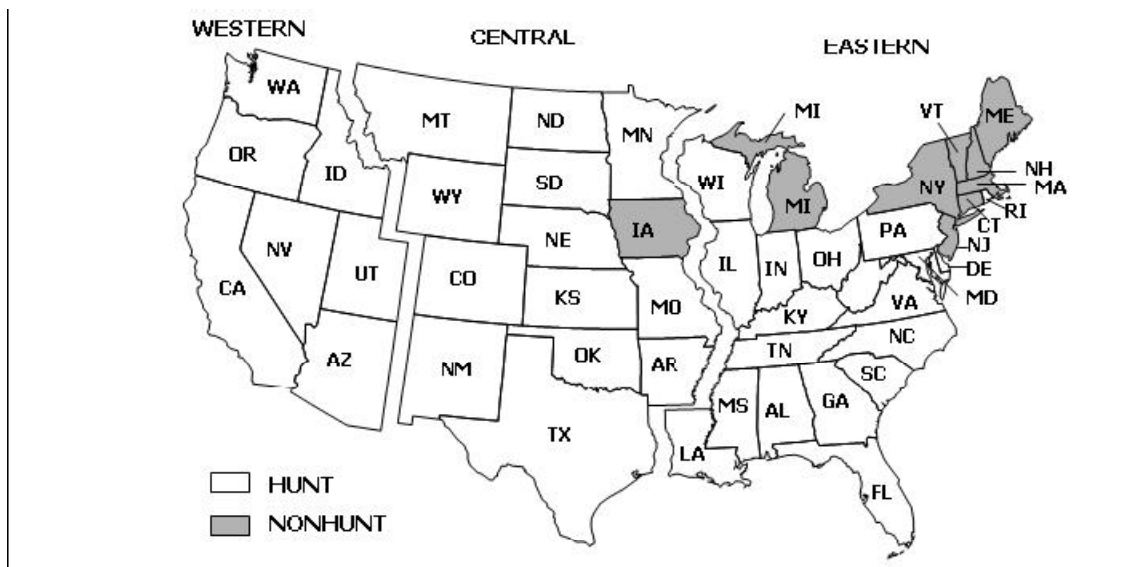 WESTERN
CENTRAL
EASTERN
WA
MT
ND
MN
MI
VT
ME
OR
ID
WY
SD
WI
MI
NY
NH
MA
RI
CT
NJ
NV
UT
CA
CO
NE
IA
IL
IN
OH
PA
DE
MD
KS
MO
KY
VA
AZ
NM
OK
AR
TN
NC
SC
TX
LA
MS
AL
GA
FL
HUNT
NONHUNT